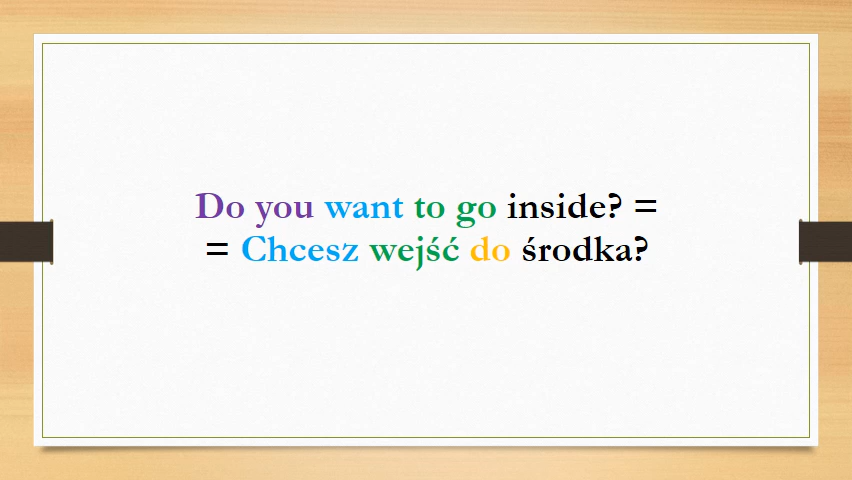 Do you want to go inside? =
= Chcesz wejść do środka?